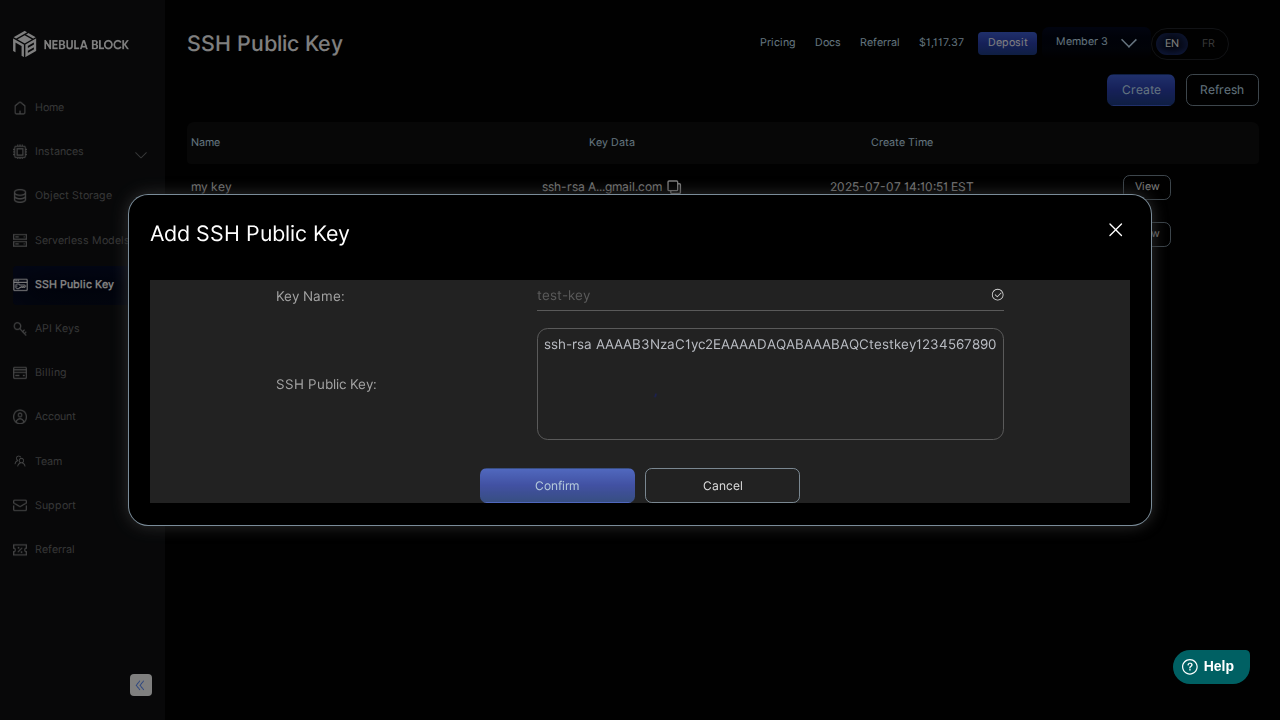 NEBULA BLOCK
SSH Public Key
Pricing
Docs
Referral
$1,117.37
Deposit
Member 3
EN
FR
Create
Refresh
Home
Instances
Object Storage
Serverless Models
SSH Public Key
API Keys
Billing
Account
Team
Support
Referral
Name
Key Data
Create Time
my key
ssh-rsa A...gmail.com
2025-07-07 14:10:51 EST
View
Add SSH Public Key
Key Name:
test-key
SSH Public Key:
ssh-rsa AAAAB3NzaC1yc2EAAAADAQABAAABAQCtestkey1234567890
Confirm
Cancel
Help